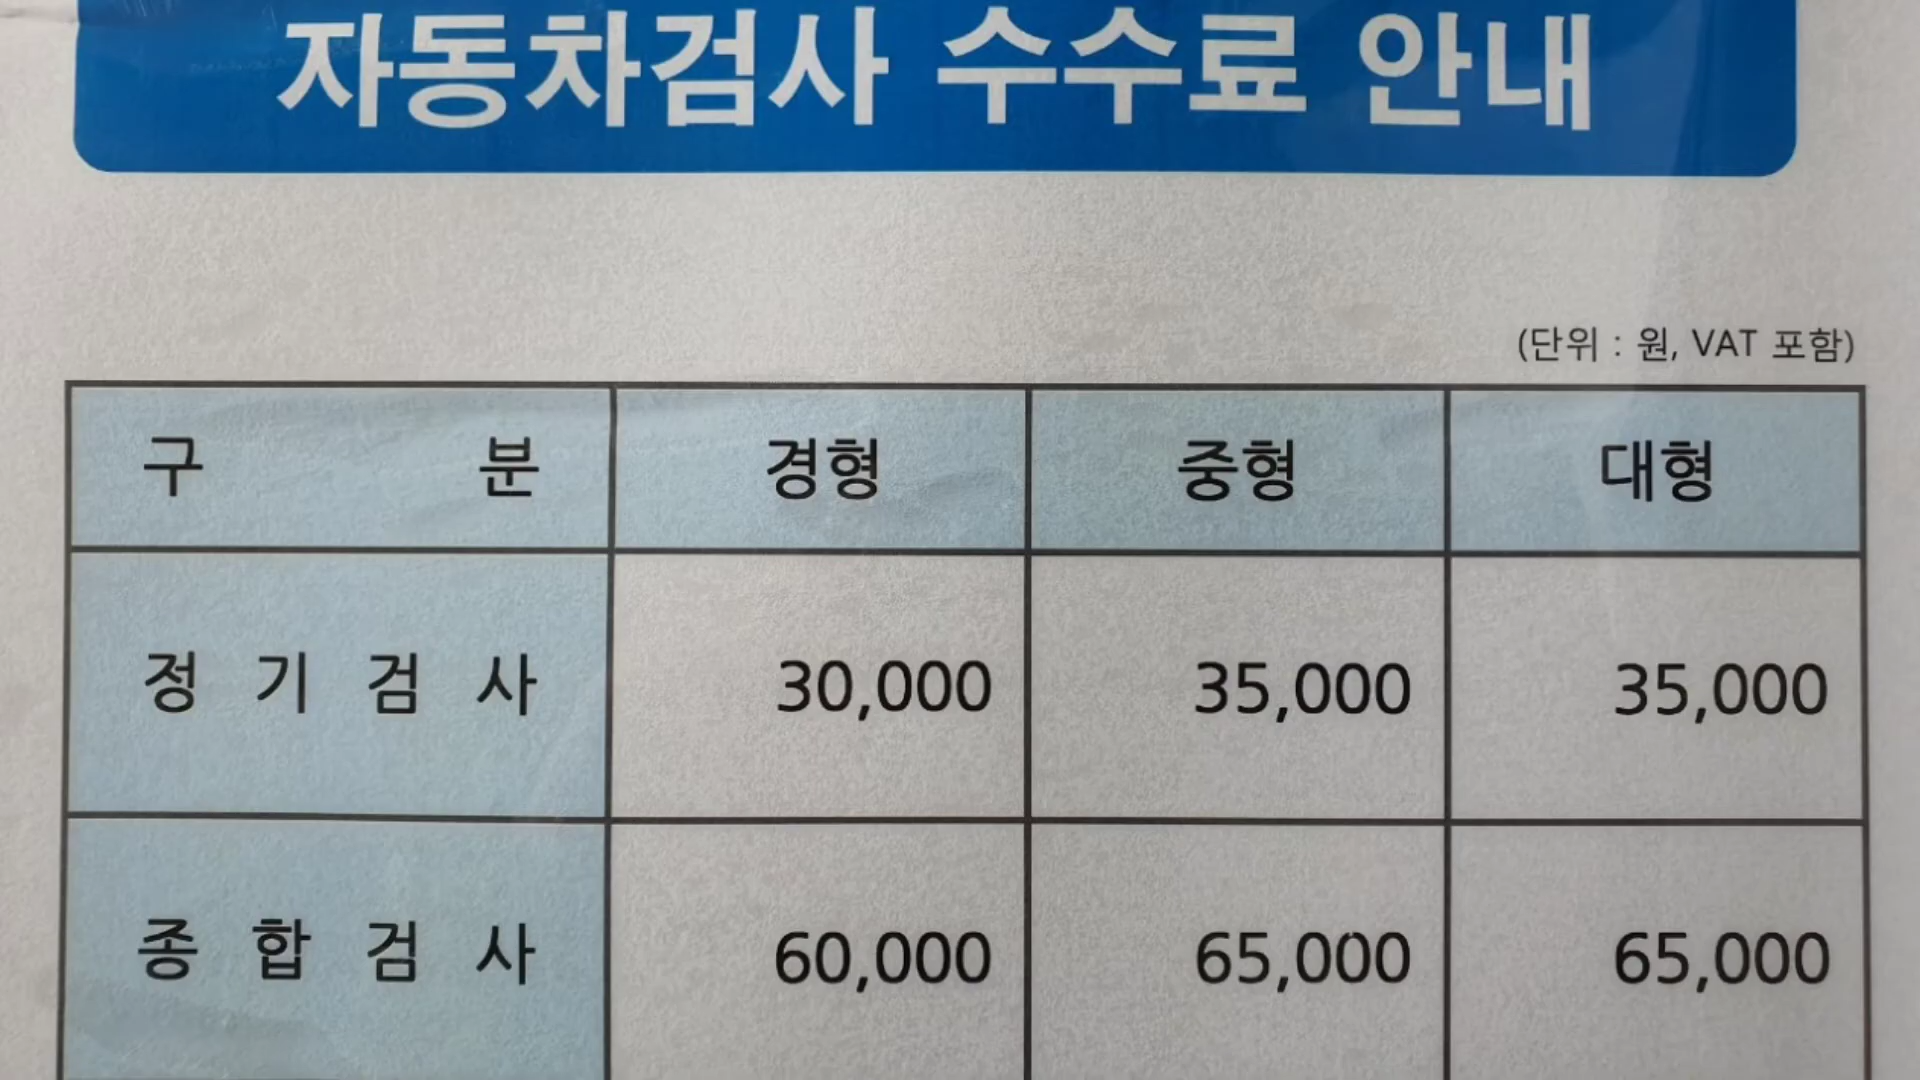 자동차검사 수수료 안내
(단위 : 원, VAT 포함)
구 분 경형 중형 대형
정 기 검 사 30,000 35,000 35,000
종 합 검 사 60,000 65,000 65,000